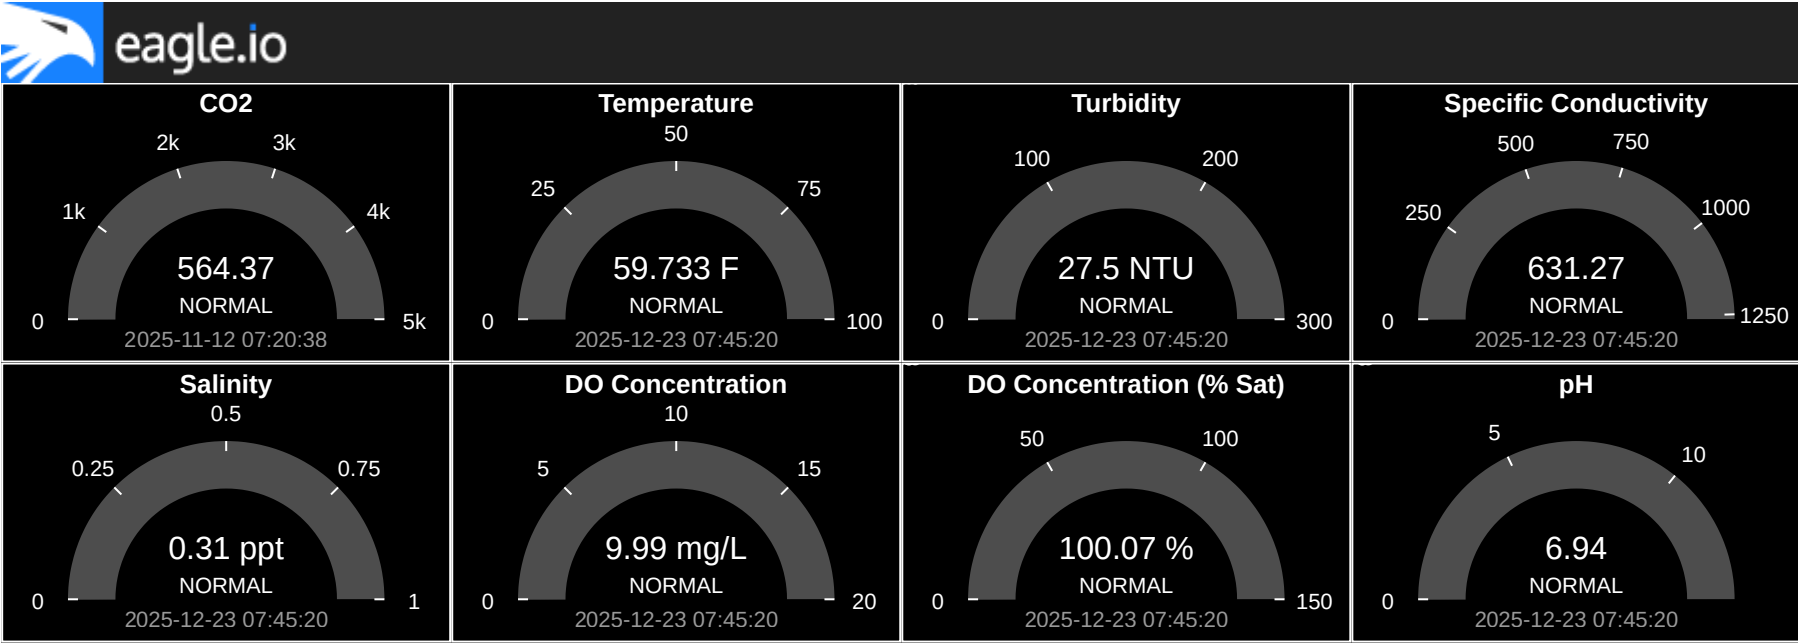 eagle.io
CO2
2k
3k
1k
4k
564.37
NORMAL
0
5k
2025-11-12 07:20:38
Temperature
50
25
75
59.733 F
NORMAL
0
100
2025-12-23 07:45:20
Turbidity
100
200
27.5 NTU
NORMAL
0
300
2025-12-23 07:45:20
Specific Conductivity
500
750
250
1000
631.27
NORMAL
0
1250
2025-12-23 07:45:20
Salinity
0.5
0.25
0.75
0.31 ppt
NORMAL
0
1
2025-12-23 07:45:20
DO Concentration
10
5
15
9.99 mg/L
NORMAL
0
20
2025-12-23 07:45:20
DO Concentration (% Sat)
50
100
100.07 %
NORMAL
0
150
2025-12-23 07:45:20
pH
5
10
6.94
NORMAL
0
2025-12-23 07:45:20